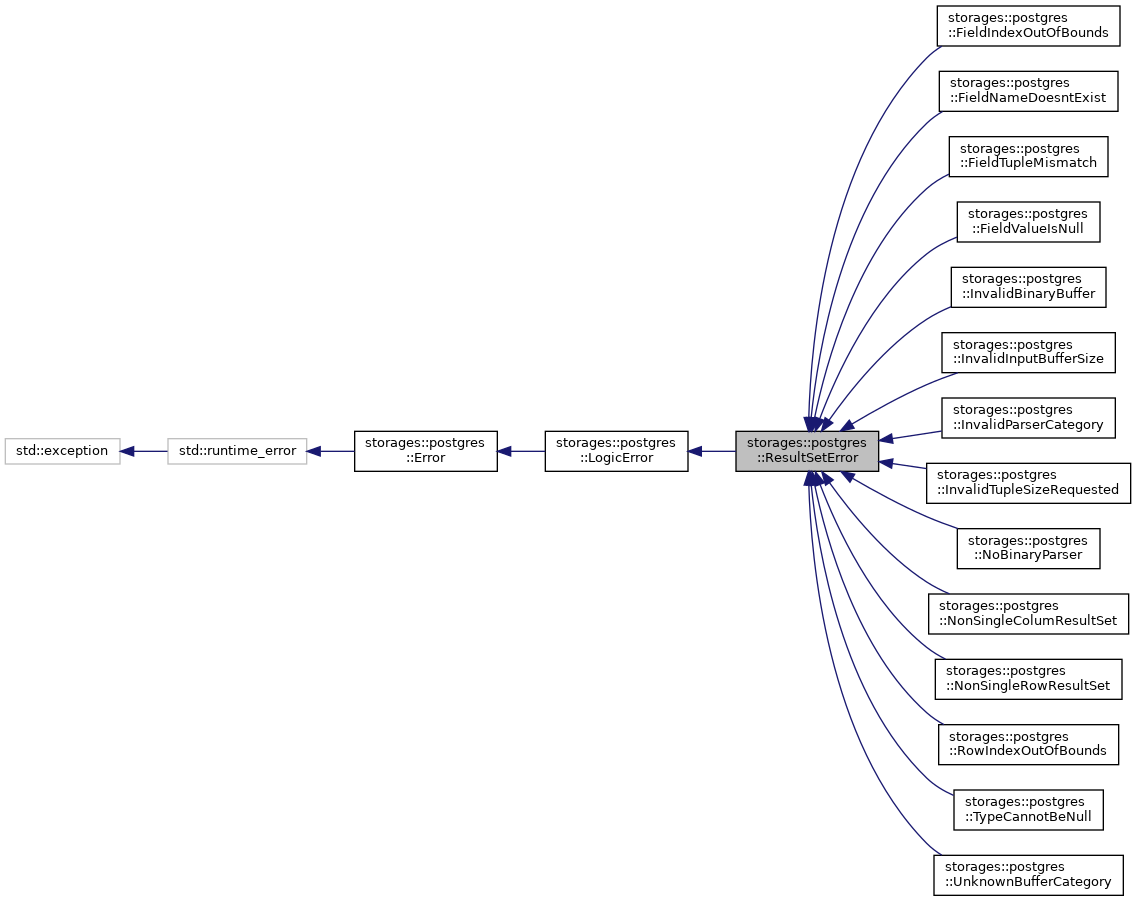 std::exception
std::runtime_error
storages::postgres
::Error
storages::postgres
::LogicError
storages::postgres
::ResultSetError
storages::postgres
::FieldIndexOutOfBounds
storages::postgres
::FieldNameDoesntExist
storages::postgres
::FieldTupleMismatch
storages::postgres
::FieldValueIsNull
storages::postgres
::InvalidBinaryBuffer
storages::postgres
::InvalidInputBufferSize
storages::postgres
::InvalidParserCategory
storages::postgres
::InvalidTupleSizeRequested
storages::postgres
::NoBinaryParser
storages::postgres
::NonSingleColumResultSet
storages::postgres
::NonSingleRowResultSet
storages::postgres
::RowIndexOutOfBounds
storages::postgres
::TypeCannotBeNull
storages::postgres
::UnknownBufferCategory